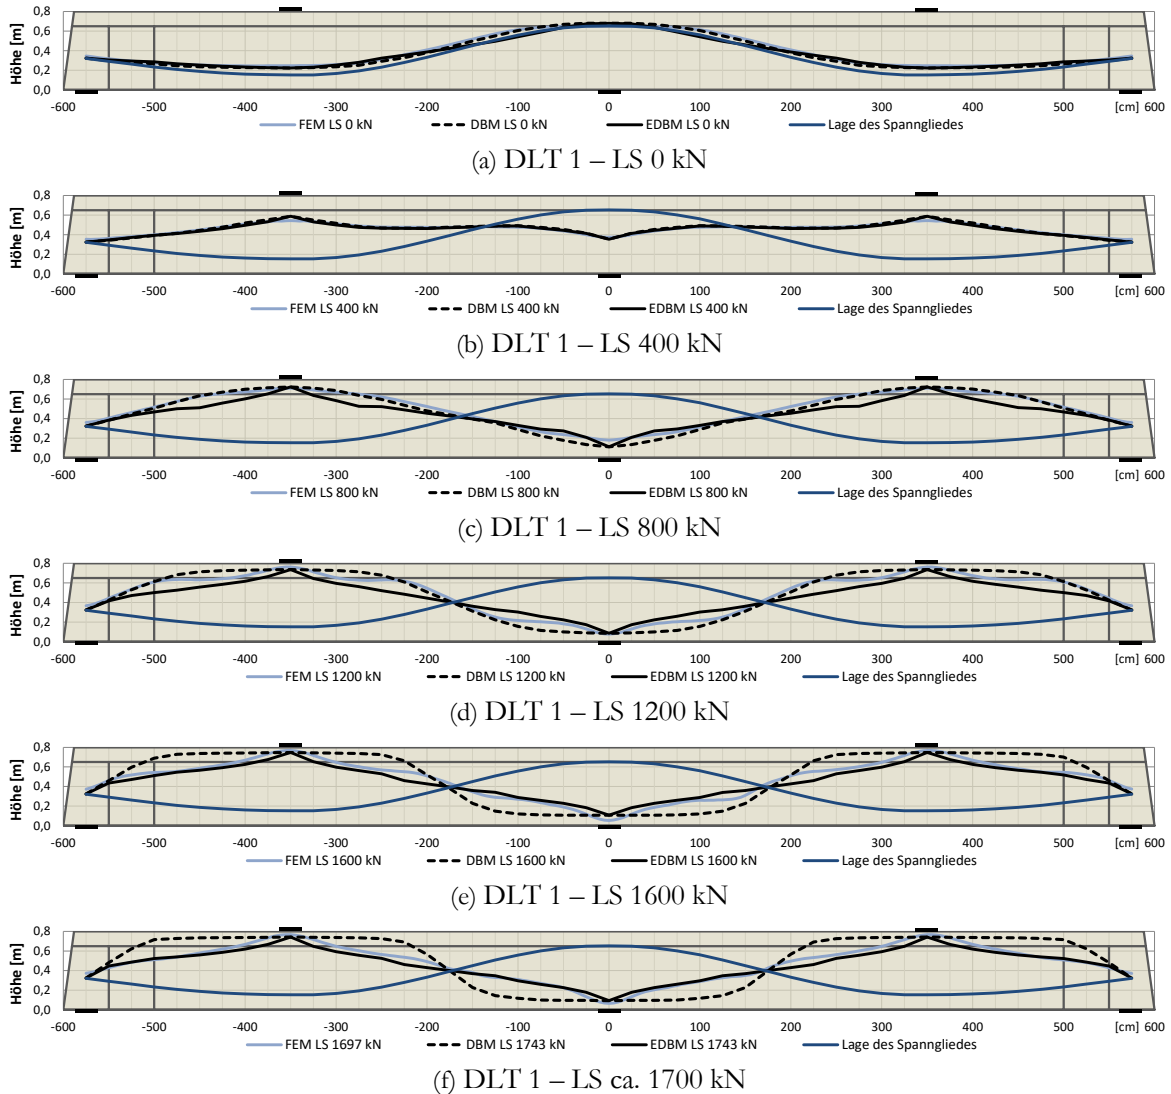 Höhe [m]
0,8
0,6
0,4
0,2
0,0
-600 -500 -400 -300 -200 -100 0 100 200 300 400 500 [cm] 600
FEM LS 0 kN DBM LS 0 kN EDBM LS 0 kN Lage des Spanngliedes
(a) DLT 1 – LS 0 kN
Höhe [m]
0,8
0,6
0,4
0,2
0,0
-600 -500 -400 -300 -200 -100 0 100 200 300 400 500 [cm] 600
FEM LS 400 kN DBM LS 400 kN EDBM LS 400 kN Lage des Spanngliedes
(b) DLT 1 – LS 400 kN
Höhe [m]
0,8
0,6
0,4
0,2
0,0
-600 -500 -400 -300 -200 -100 0 100 200 300 400 500 [cm] 600
FEM LS 800 kN DBM LS 800 kN EDBM LS 800 kN Lage des Spanngliedes
(c) DLT 1 – LS 800 kN
Höhe [m]
0,8
0,6
0,4
0,2
0,0
-600 -500 -400 -300 -200 -100 0 100 200 300 400 500 [cm] 600
FEM LS 1200 kN DBM LS 1200 kN EDBM LS 1200 kN Lage des Spanngliedes
(d) DLT 1 – LS 1200 kN
Höhe [m]
0,8
0,6
0,4
0,2
0,0
-600 -500 -400 -300 -200 -100 0 100 200 300 400 500 [cm] 600
FEM LS 1600 kN DBM LS 1600 kN EDBM LS 1600 kN Lage des Spanngliedes
(e) DLT 1 – LS 1600 kN
Höhe [m]
0,8
0,6
0,4
0,2
0,0
-600 -500 -400 -300 -200 -100 0 100 200 300 400 500 [cm] 600
FEM LS 1697 kN DBM LS 1743 kN EDBM LS 1743 kN Lage des Spanngliedes
(f) DLT 1 – LS ca. 1700 kN